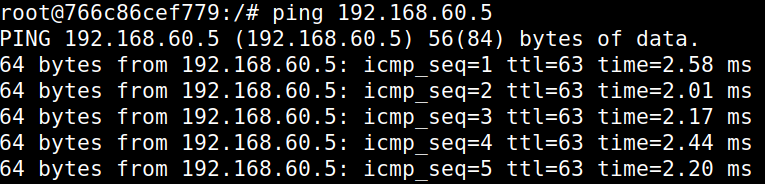 root@766c86cef779:/# ping 192.168.60.5
PING 192.168.60.5 (192.168.60.5) 56(84) bytes of data.
64 bytes from 192.168.60.5: icmp_seq=1 ttl=63 time=2.58 ms
64 bytes from 192.168.60.5: icmp_seq=2 ttl=63 time=2.01 ms
64 bytes from 192.168.60.5: icmp_seq=3 ttl=63 time=2.17 ms
64 bytes from 192.168.60.5: icmp_seq=4 ttl=63 time=2.44 ms
64 bytes from 192.168.60.5: icmp_seq=5 ttl=63 time=2.20 ms